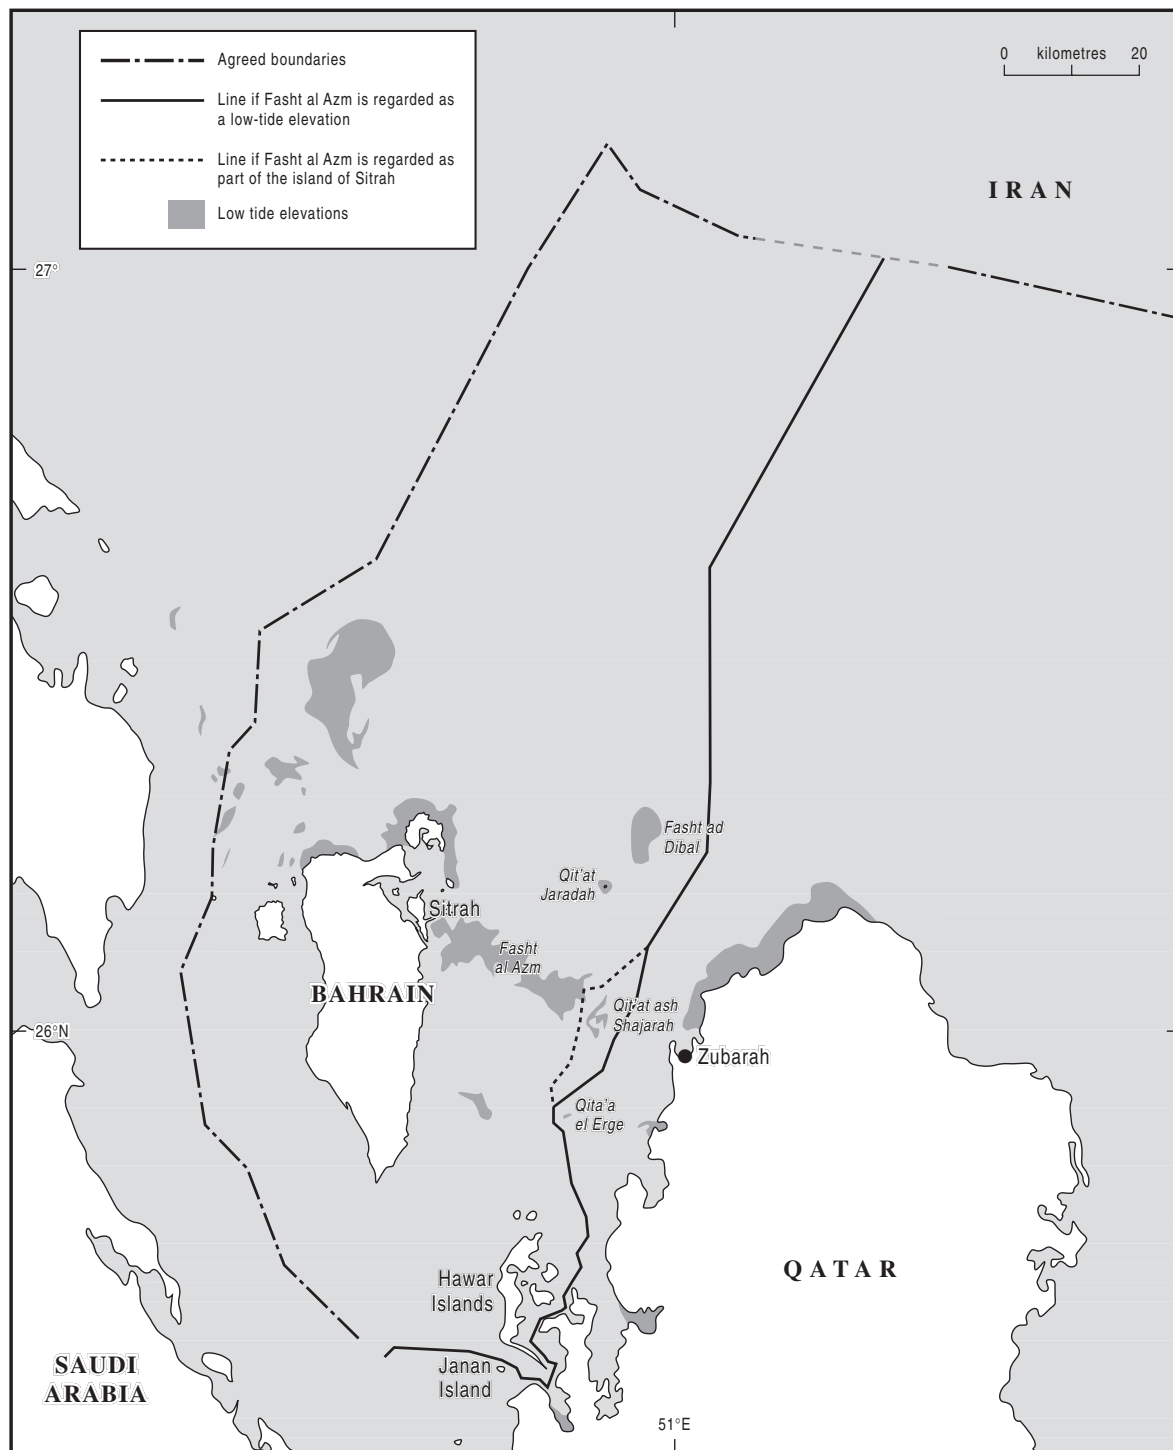 Agreed boundaries
Line if Fasht al Azm is regarded as
a low-tide elevation
Line if Fasht al Azm is regarded as
part of the island of Sitrah
Low tide elevations
0 kilometres 20
IRAN
27°
Fasht ad
Dibal
Qit'at
Jaradah
Sitrah
Fasht
al Azm
BAHRAIN
Qit'at ash
Shajarah
26°N
Zubarah
Qita'a
el Erge
QATAR
Hawar
Islands
Janan
Island
SAUDI
ARABIA
51°E